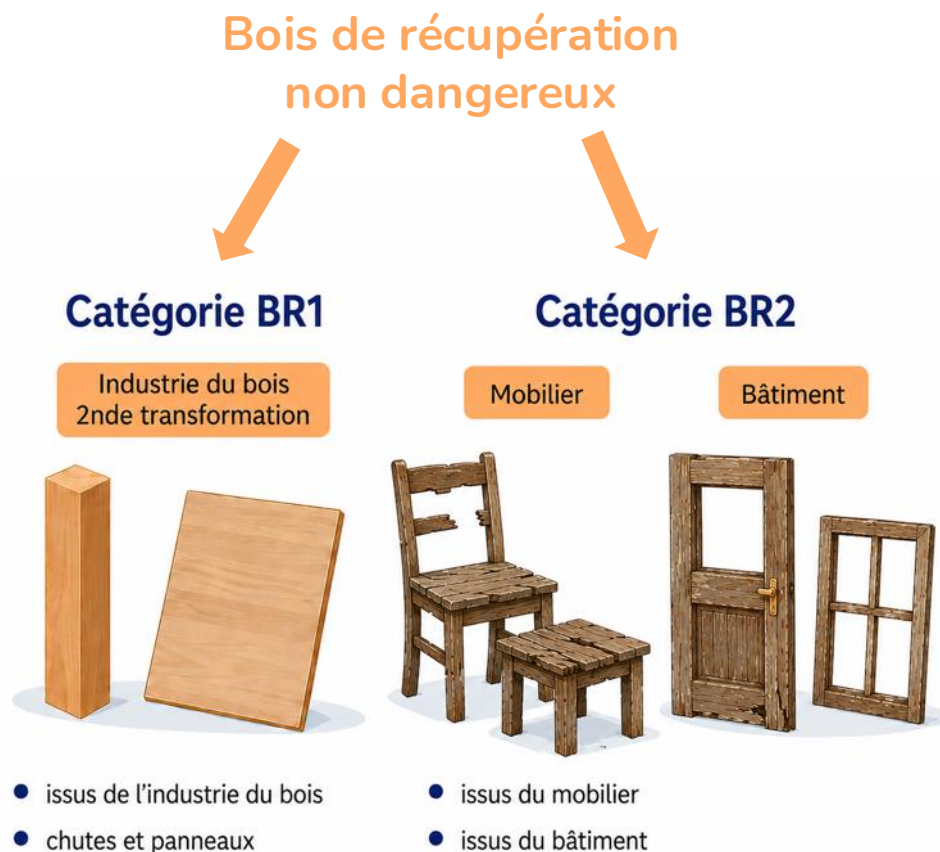 Bois de récupération
non dangereux
Catégorie BR1
Industrie du bois
2nde transformation
• issus de l'industrie du bois
• chutes et panneaux
Catégorie BR2
Mobilier
Bâtiment
• issus du mobilier
• issus du bâtiment